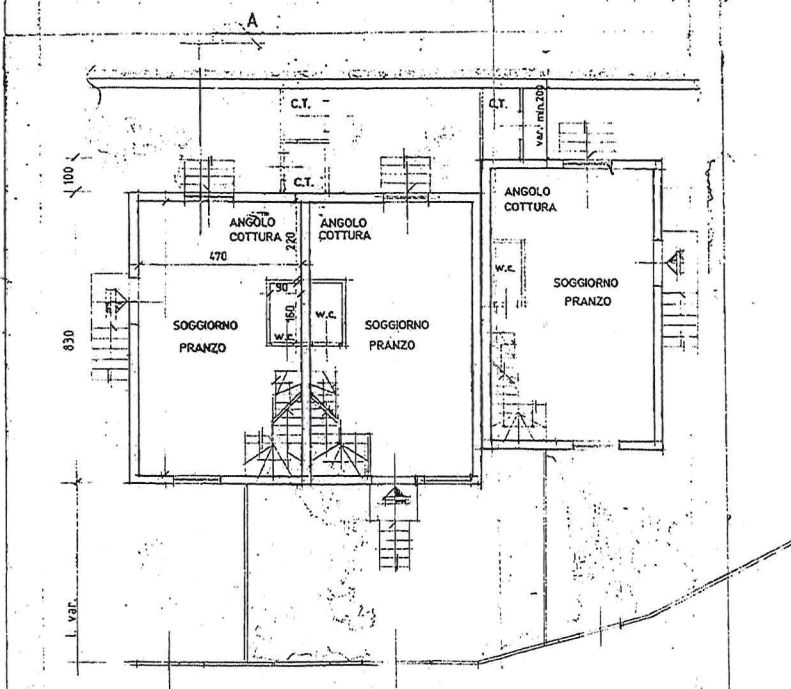 A
C.T.
C.T.
var. min.200
100
C.T.
ANGOLO
COTTURA
ANGOLO
COTTURA
ANGOLO
COTTURA
220
470
W.C.
90
SOGGIORNO
PRANZO
160
W.C.
830
SOGGIORNO
PRANZO
SOGGIORNO
PRANZO
W.C.
l. var.